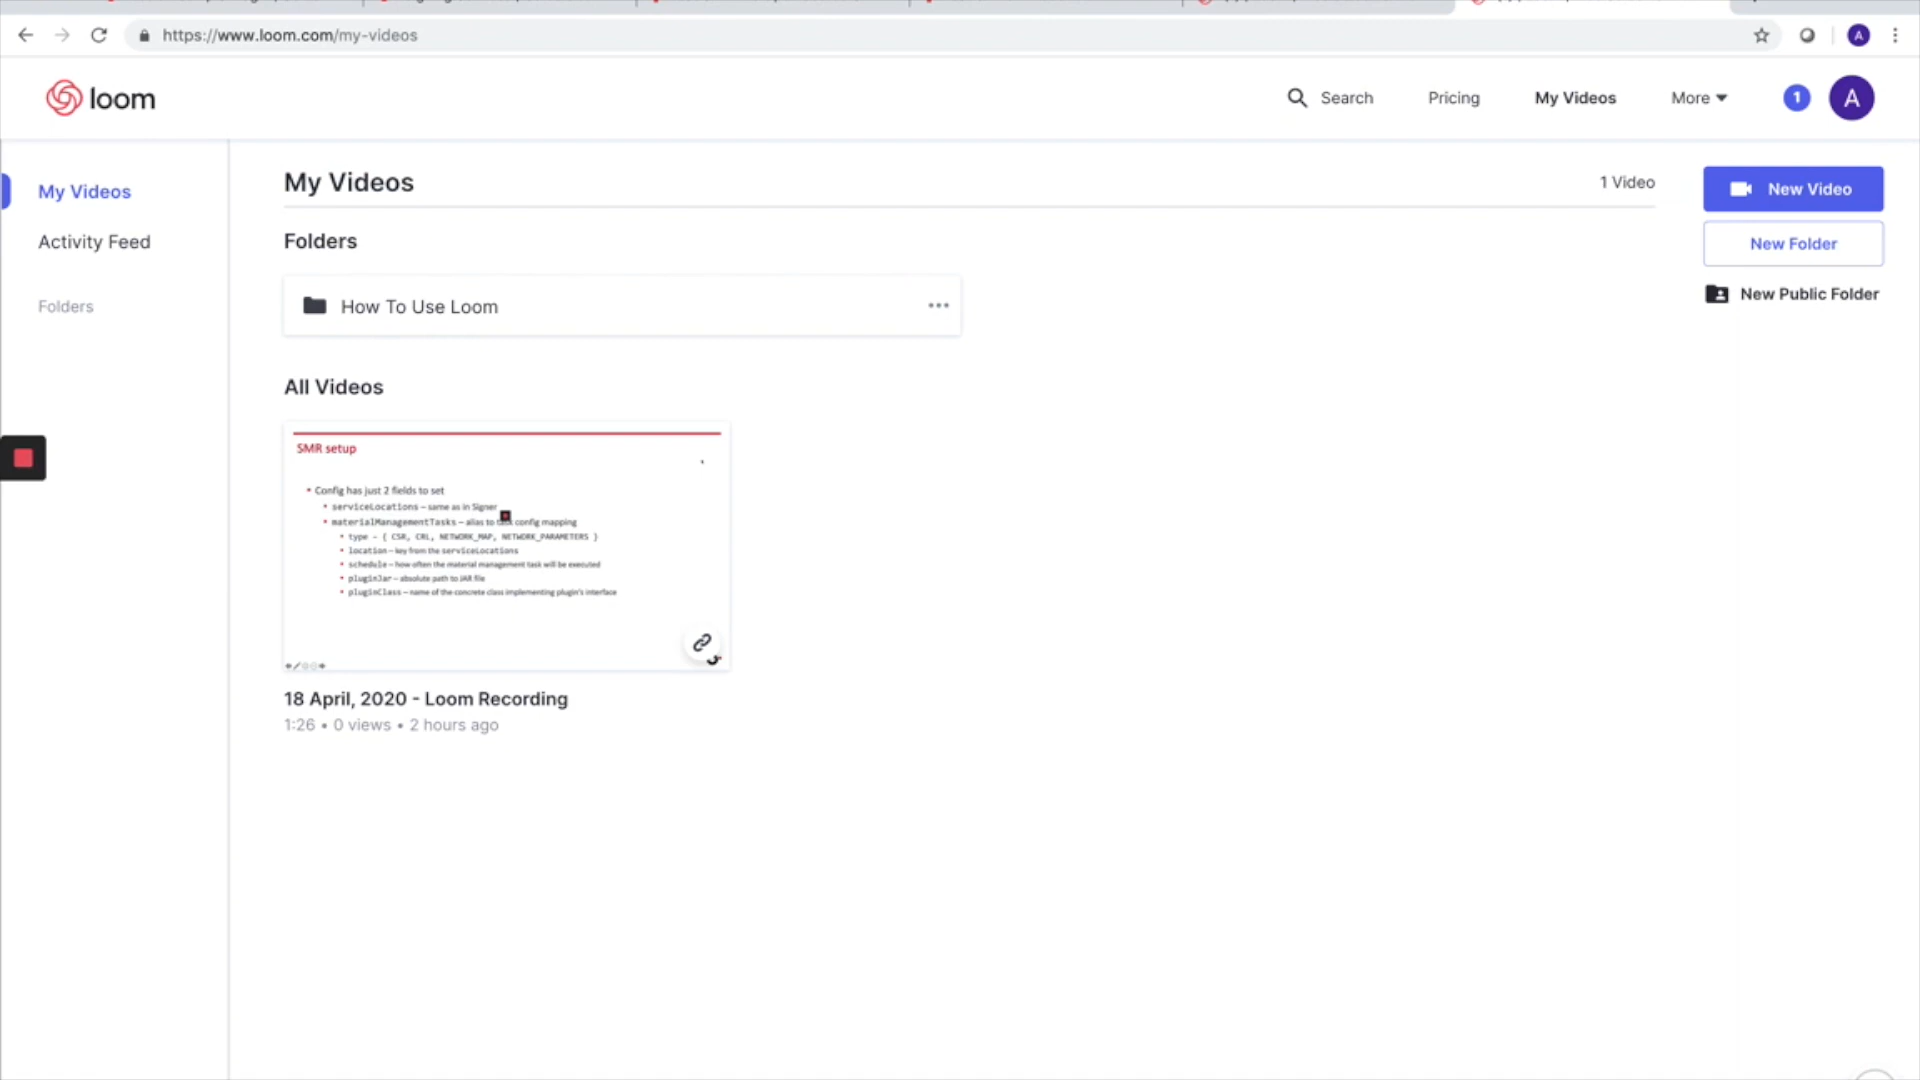 https://www.loom.com/my-videos
A
loom
Search
Pricing
My Videos
More
1
A
My Videos
Activity Feed
Folders
My Videos
1 Video
New Video
New Folder
New Public Folder
Folders
How To Use Loom
All Videos
SMR setup
• Config has just 2 fields to set
• serviceLocations – same as in Signer
• materialManagementTasks – alias to task config mapping
• type – { CSR, CRL, NETWORK_MAP, NETWORK_PARAMETERS }
• location – key from the serviceLocations
• schedule – how often the material management task will be executed
• pluginJar – absolute path to JAR file
• pluginClass – name of the concrete class implementing plugin's interface
18 April, 2020 - Loom Recording
1:26 • 0 views • 2 hours ago